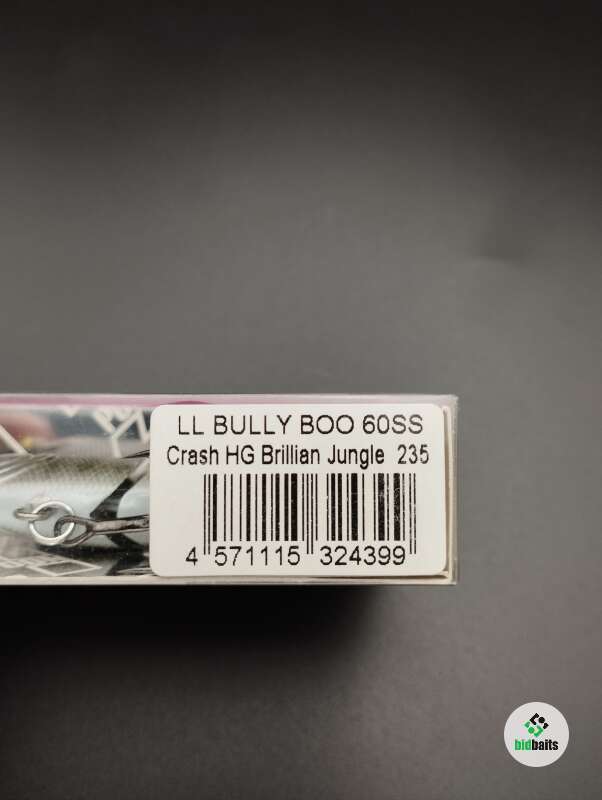 LL BULLY BOO 60SS
Crash HG Brillian Jungle 235
4 571115 324399
bidbaits